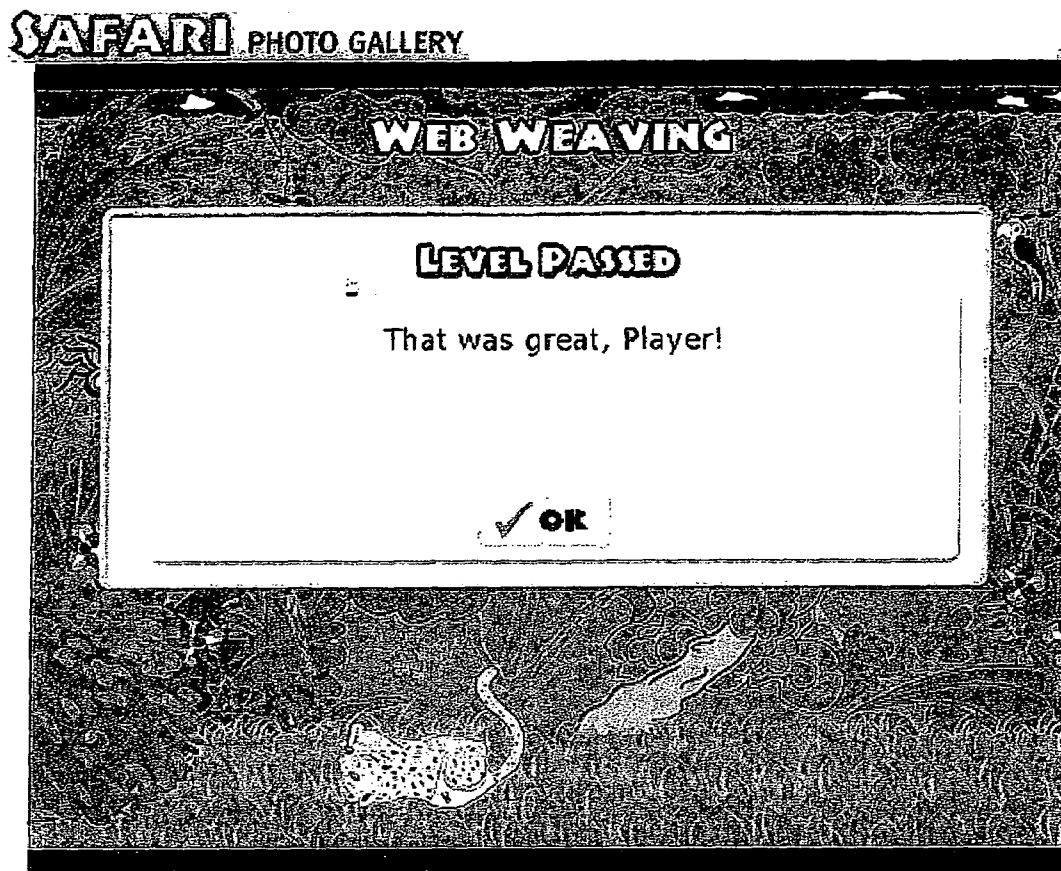 SAFARI PHOTO GALLERY
WEB WEAVING
LEVEL PASSED
That was great, Player!
OK